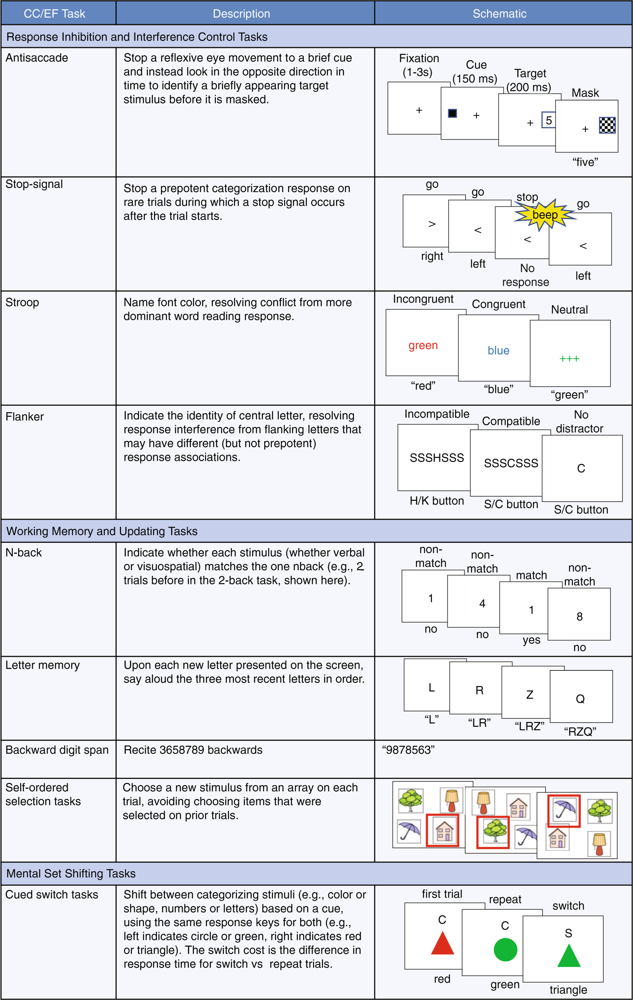 CC/EF Task
Description
Schematic
Response Inhibition and Interference Control Tasks
Antisaccade
Stop a reflexive eye movement to a brief cue
and instead look in the opposite direction in
time to identify a briefly appearing target
stimulus before it is masked.
Fixation
(1-3s)
Cue
(150 ms)
Target
(200 ms)
Mask
+
+
+
5
+
“five”
Stop-signal
Stop a prepotent categorization response on
rare trials during which a stop signal occurs
after the trial starts.
go
go
stop
go
beep
>
<
<
<
right
left
No
response
left
Stroop
Name font color, resolving conflict from more
dominant word reading response.
Incongruent
Congruent
Neutral
green
blue
+++
“red”
“blue”
“green”
Flanker
Indicate the identity of central letter, resolving
response interference from flanking letters that
may have different (but not prepotent)
response associations.
Incompatible
Compatible
No
distractor
SSSHSSS
SSSCSSS
C
H/K button
S/C button
S/C button
Working Memory and Updating Tasks
N-back
Indicate whether each stimulus (whether verbal
or visuospatial) matches the one nback (e.g., 2
trials before in the 2-back task, shown here).
non-
match
non-
match
match
non-
match
1
4
1
8
no
no
yes
no
Letter memory
Upon each new letter presented on the screen,
say aloud the three most recent letters in order.
L
R
Z
Q
“L”
“LR”
“LRZ”
“RZQ”
Backward digit span
Recite 3658789 backwards
“9878563”
Self-ordered
selection tasks
Choose a new stimulus from an array on each
trial, avoiding choosing items that were
selected on prior trials.
Mental Set Shifting Tasks
Cued switch tasks
Shift between categorizing stimuli (e.g., color or
shape, numbers or letters) based on a cue,
using the same response keys for both (e.g.,
left indicates circle or green, right indicates red
or triangle). The switch cost is the difference in
response time for switch vs  repeat trials.
first trial
repeat
switch
C
C
S
red
green
triangle